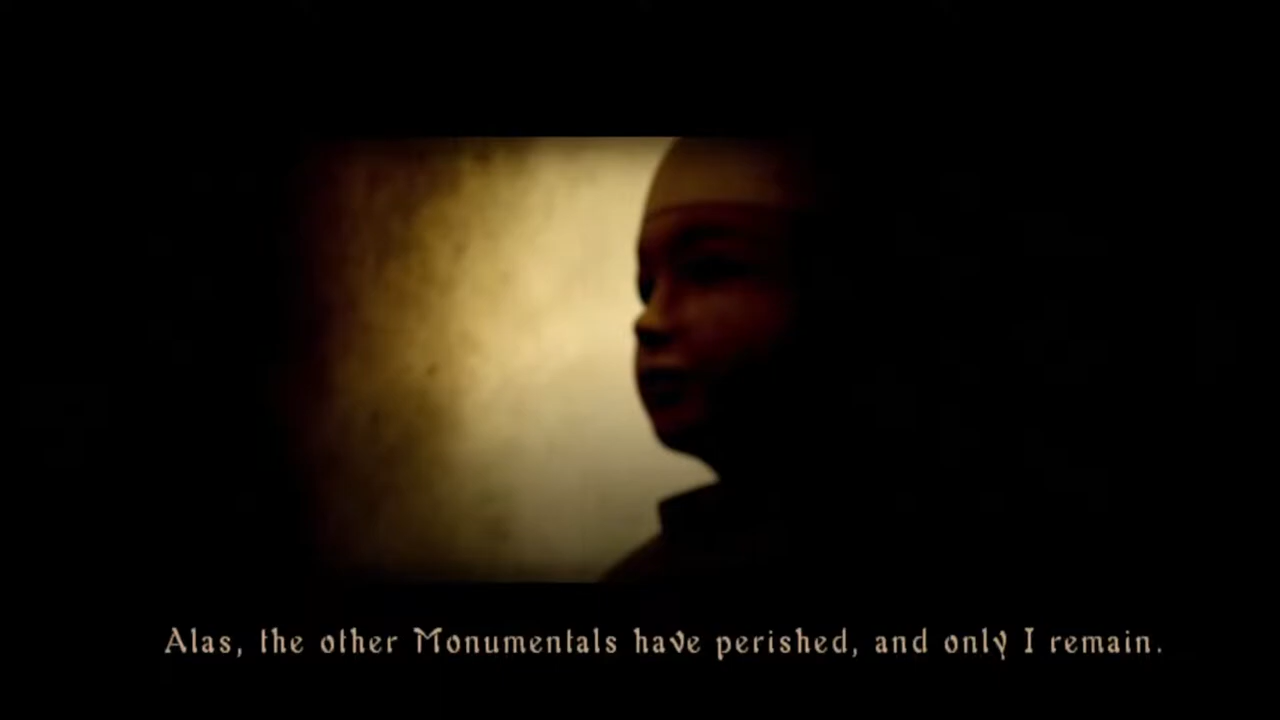 Alas, the other Monumentals have perished, and only I remain.